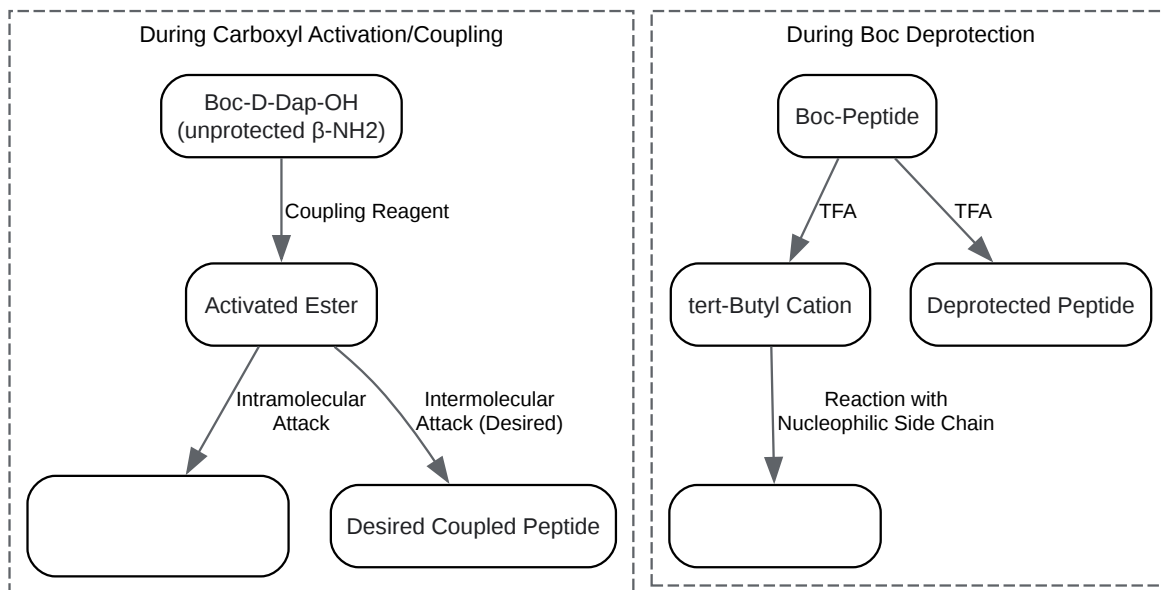 During Carboxyl Activation/Coupling
Boc-D-Dap-OH
(unprotected β-NH2)
Coupling Reagent
Activated Ester
Intramolecular
Attack
Intermolecular
Attack (Desired)
Desired Coupled Peptide
During Boc Deprotection
Boc-Peptide
TFA
TFA
tert-Butyl Cation
Deprotected Peptide
Reaction with
Nucleophilic Side Chain